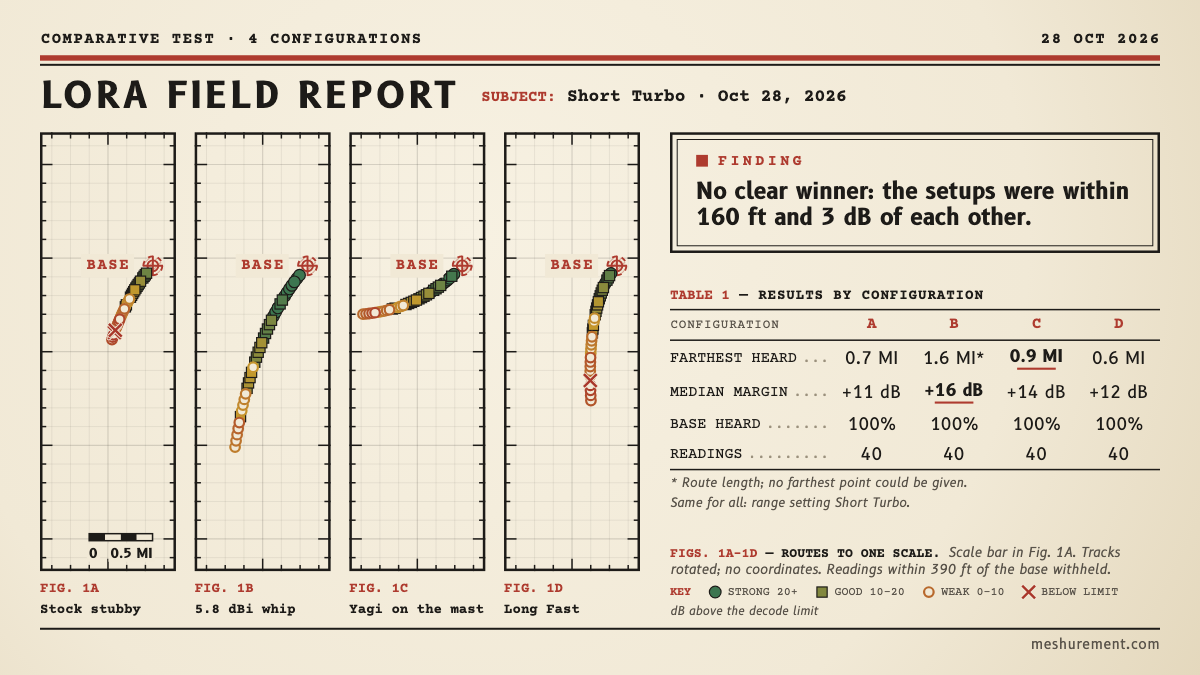 COMPARATIVE TEST · 4 CONFIGURATIONS
28 OCT 2026
LORA FIELD REPORT
SUBJECT: Short Turbo · Oct 28, 2026
BASE
BASE
BASE
BASE
0 0.5 MI
FIG. 1A
Stock stubby
FIG. 1B
5.8 dBi whip
FIG. 1C
Yagi on the mast
FIG. 1D
Long Fast
FINDING
No clear winner: the setups were within
160 ft and 3 dB of each other.
TABLE 1 — RESULTS BY CONFIGURATION
CONFIGURATION A B C D
FARTHEST HEARD ... 0.7 MI 1.6 MI* 0.9 MI 0.6 MI
MEDIAN MARGIN .... +11 dB +16 dB +14 dB +12 dB
BASE HEARD ....... 100% 100% 100% 100%
READINGS ......... 40 40 40 40
* Route length; no farthest point could be given.
Same for all: range setting Short Turbo.
FIGS. 1A–1D — ROUTES TO ONE SCALE. Scale bar in Fig. 1A. Tracks
rotated; no coordinates. Readings within 390 ft of the base withheld.
KEY STRONG 20+ GOOD 10–20 WEAK 0–10 BELOW LIMIT
dB above the decode limit
meshurement.com